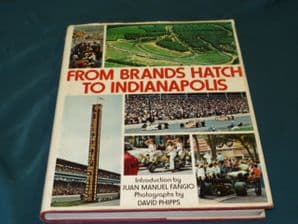 FROM BRANDS HATCH
TO INDIANAPOLIS
Introduction by
JUAN MANUEL FANGIO
Photographs by
DAVID PHIPPS